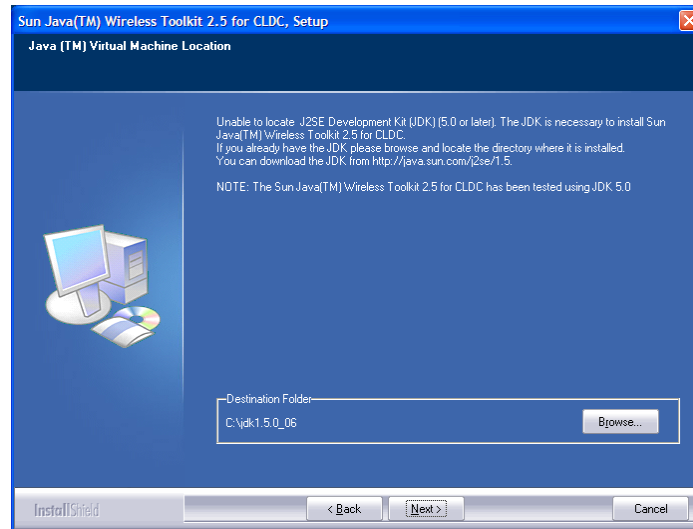 Sun Java(TM) Wireless Toolkit 2.5 for CLDC, Setup
Java (TM) Virtual Machine Location
Unable to locate J2SE Development Kit (JDK) (5.0 or later). The JDK is necessary to install Sun
Java(TM) Wireless Toolkit 2.5 for CLDC.
If you already have the JDK please browse and locate the directory where it is installed.
You can download the JDK from http://java.sun.com/j2se/1.5.
NOTE: The Sun Java(TM) Wireless Toolkit 2.5 for CLDC has been tested using JDK 5.0
Destination Folder
C:\jdk1.5.0_06
Browse...
InstallShield
< Back
Next >
Cancel